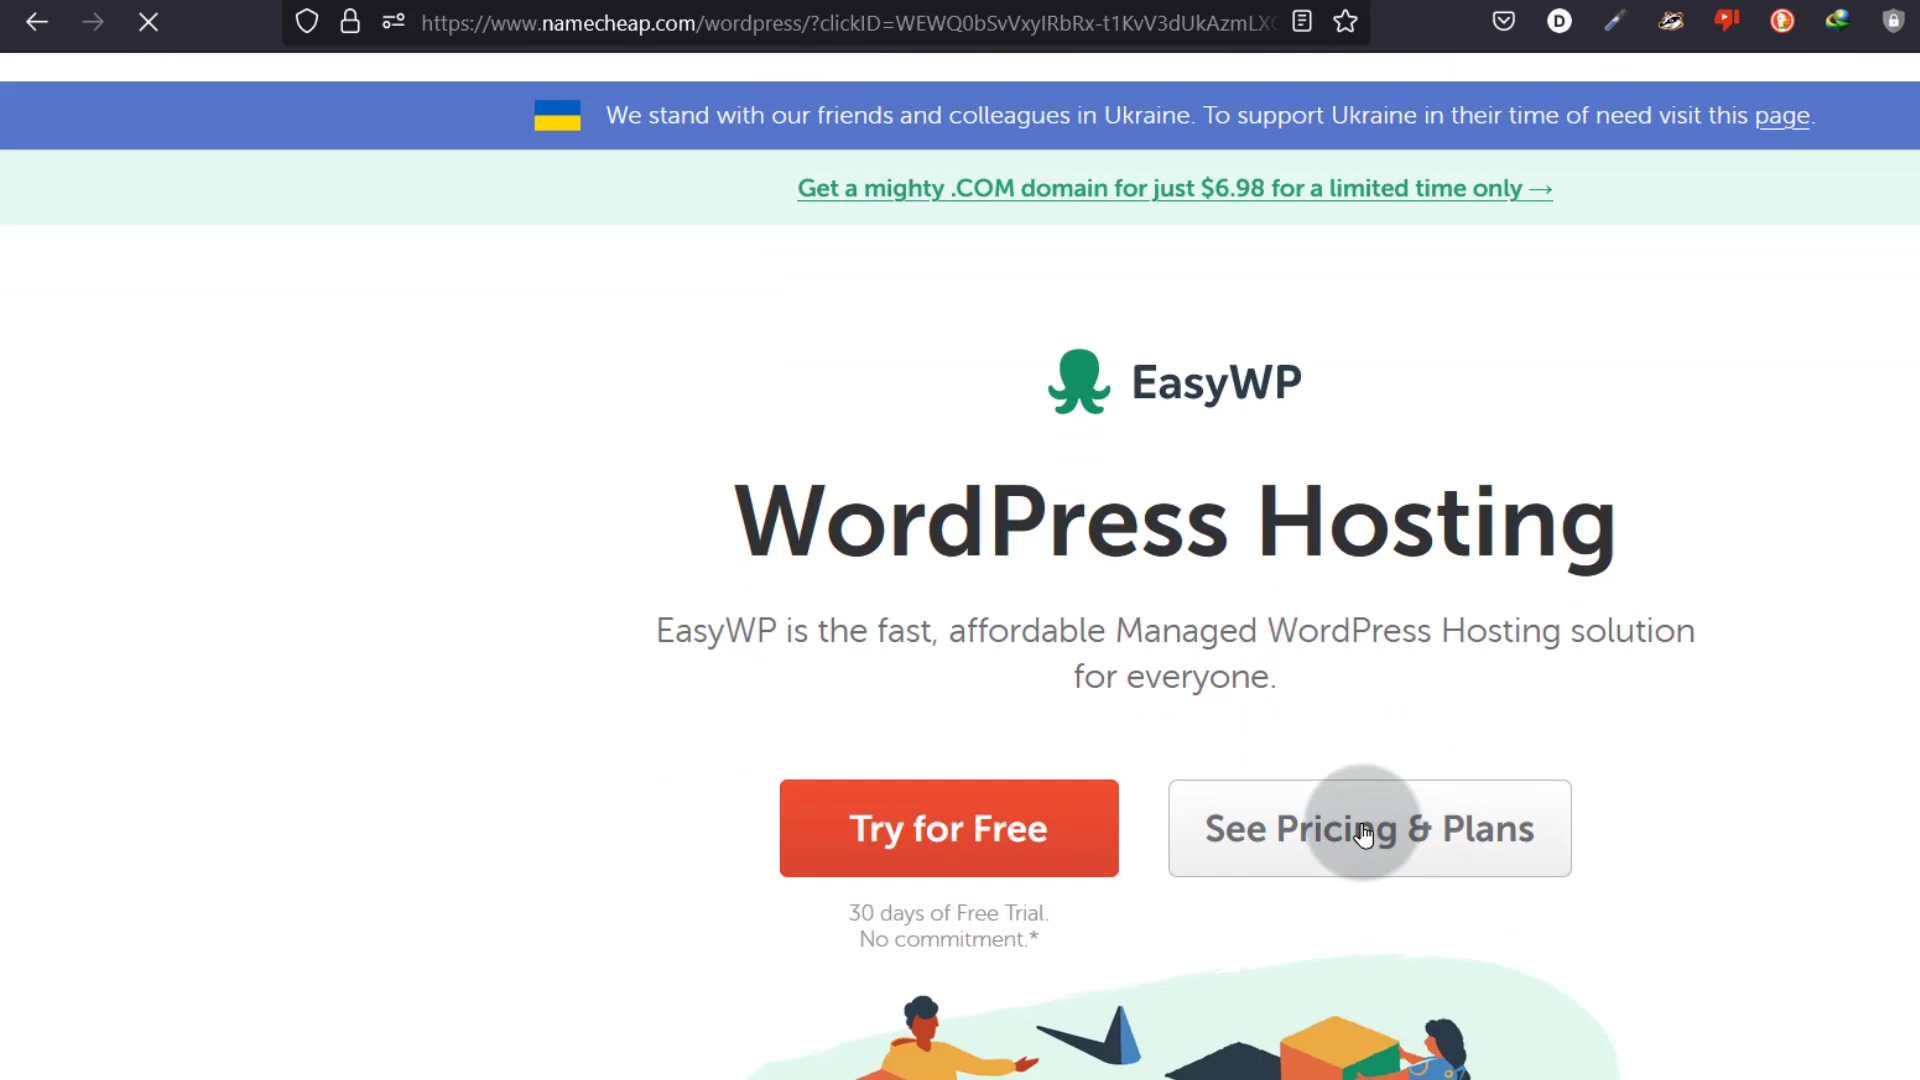 https://www.namecheap.com/wordpress/?clickID=WEWQ0bSvVxyIRbRx-t1KvV3dUkAzmLX
We stand with our friends and colleagues in Ukraine. To support Ukraine in their time of need visit this page.
Get a mighty .COM domain for just $6.98 for a limited time only →
EasyWP
WordPress Hosting
EasyWP is the fast, affordable Managed WordPress Hosting solution
for everyone.
Try for Free
See Pricing & Plans
30 days of Free Trial.
No commitment.*